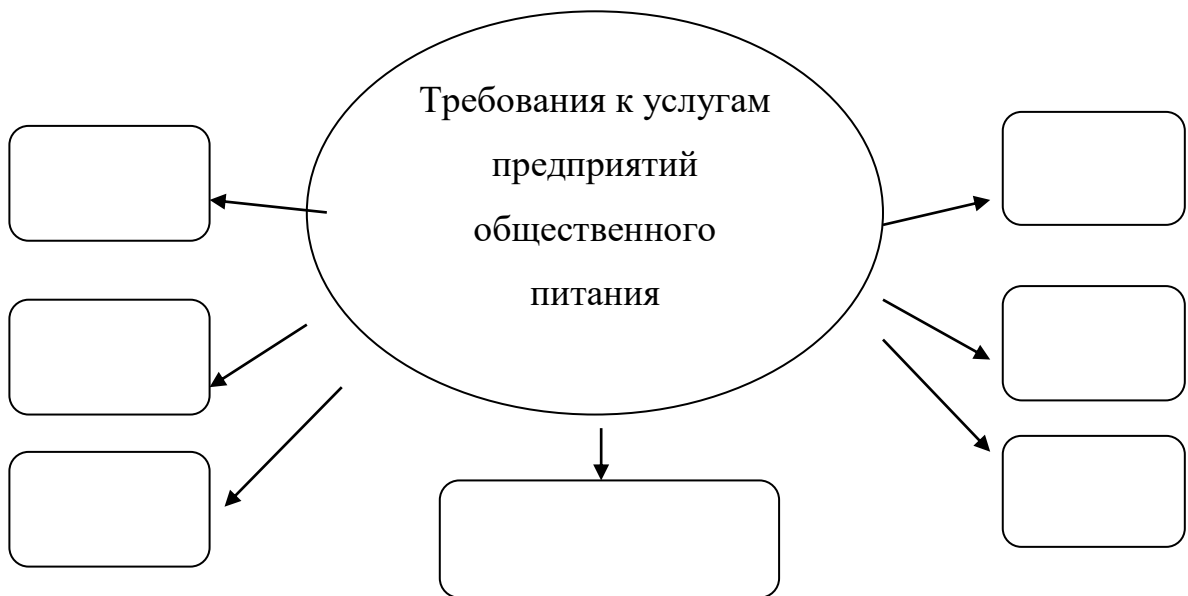 Требования к услугам
предприятий
общественного
питания